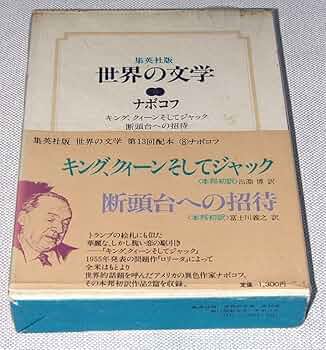 集英社版
世界の文学
ナボコフ
キング、クィーンそしてジャック
断頭台への招待
集英社版 世界の文学 第13回配本 ⑧ナボコフ
キング、クィーンそしてジャック
〈本邦初訳〉出淵 博 訳
断頭台への招待
〈本邦初訳〉富士川義之 訳
トランプの絵札にも似た
華麗な、しかし醜い恋の駆引き
──『キング、クィーンそしてジャック』
1955年発表の問題作『ロリータ』によって
全米はもとより
世界的話題を呼んだアメリカの異色作家ナボコフ、
その本邦初訳作品2篇を収録。
定価=1,300円